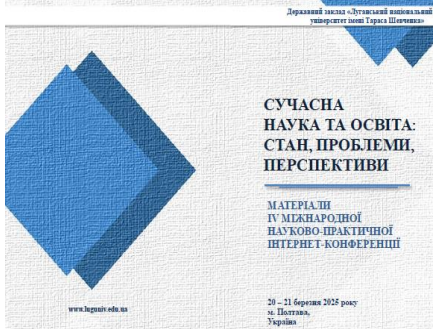 Державний заклад «Луганський національний
університет імені Тараса Шевченка»
СУЧАСНА
НАУКА ТА ОСВІТА:
СТАН, ПРОБЛЕМИ,
ПЕРСПЕКТИВИ
МАТЕРІАЛИ
IV МІЖНАРОДНОЇ
НАУКОВО-ПРАКТИЧНОЇ
ІНТЕРНЕТ-КОНФЕРЕНЦІЇ
www.luguniv.edu.ua
20 – 21 березня 2025 року
м. Полтава,
Україна